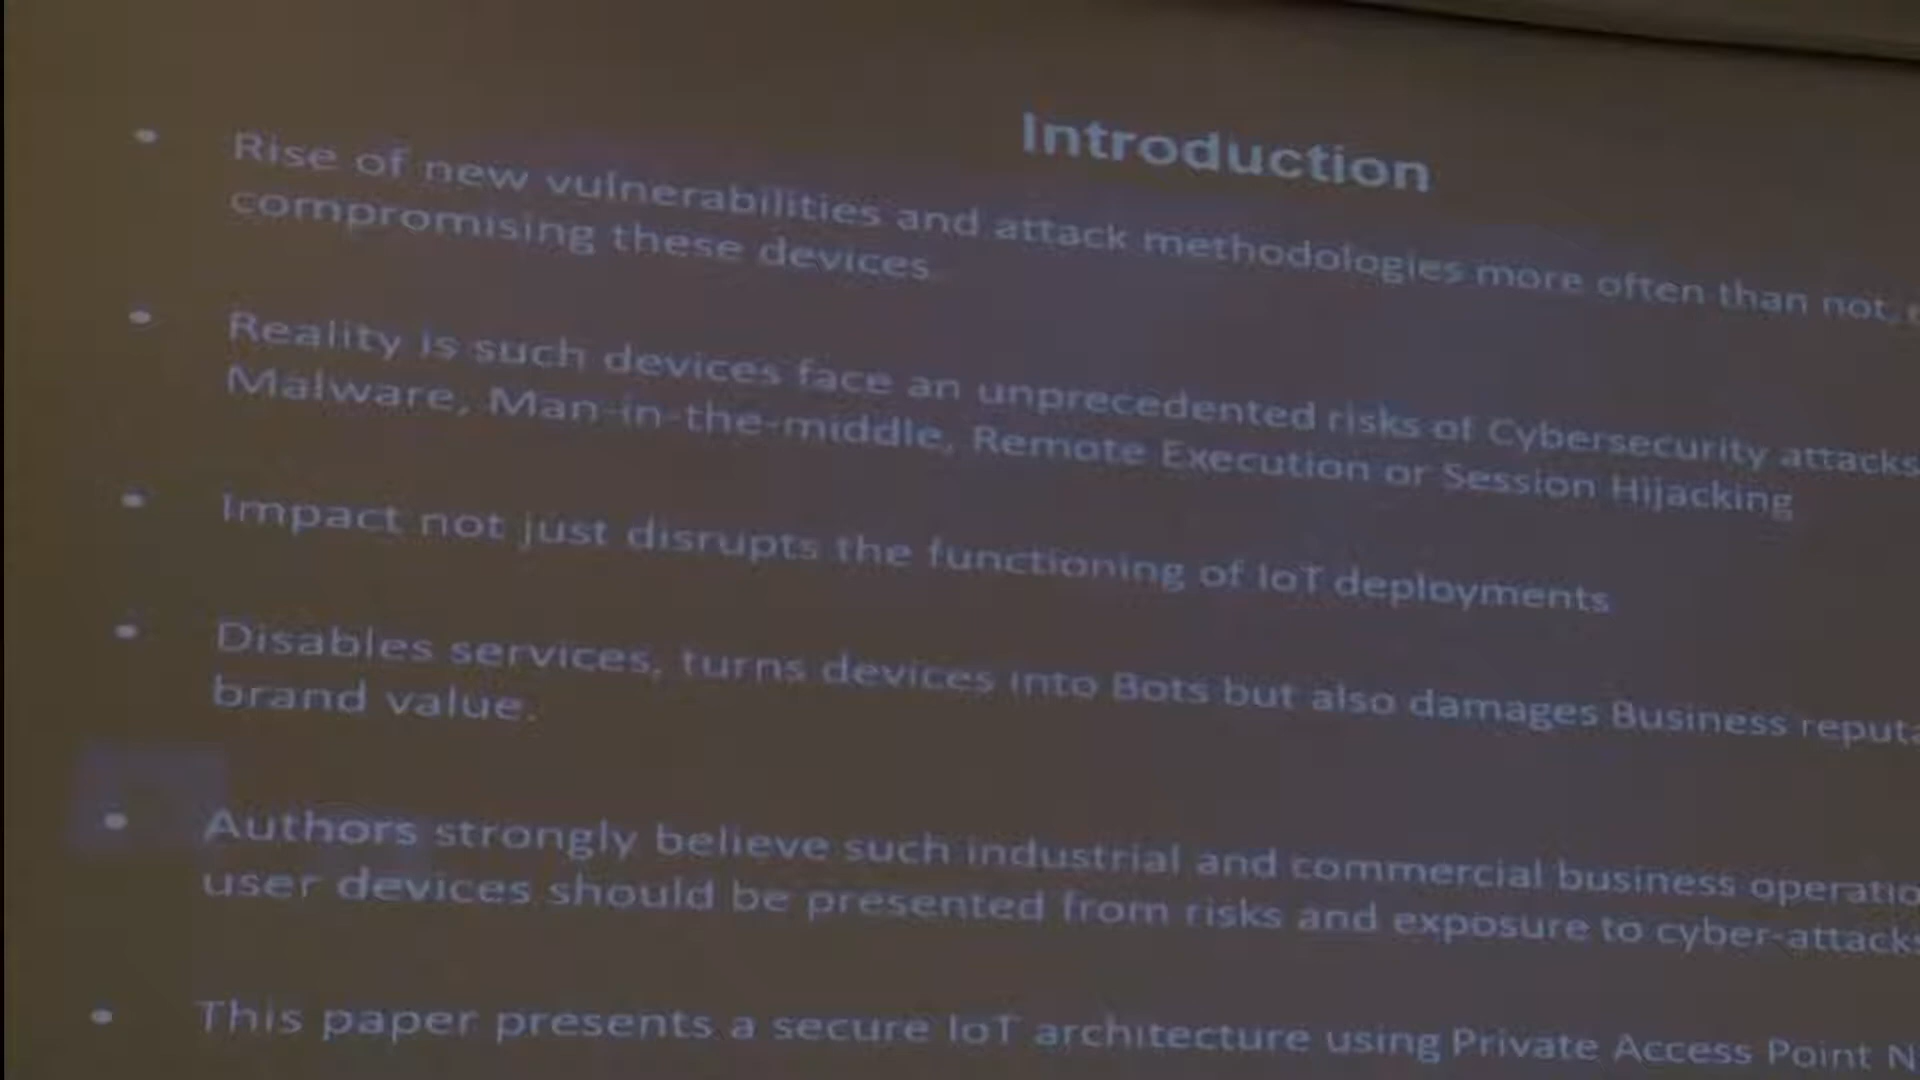 Introduction
• Rise of new vulnerabilities and attack methodologies more often than not,
compromising these devices
• Reality is such devices face an unprecedented risks of Cybersecurity attacks
Malware, Man-in-the-middle, Remote Execution or Session Hijacking
• Impact not just disrupts the functioning of IoT deployments
• Disables services, turns devices into Bots but also damages Business
brand value.
• Authors strongly believe such industrial and commercial business
user devices should be presented from risks and exposure to cyber-attacks
• This paper presents a secure IoT architecture using Private Access Point